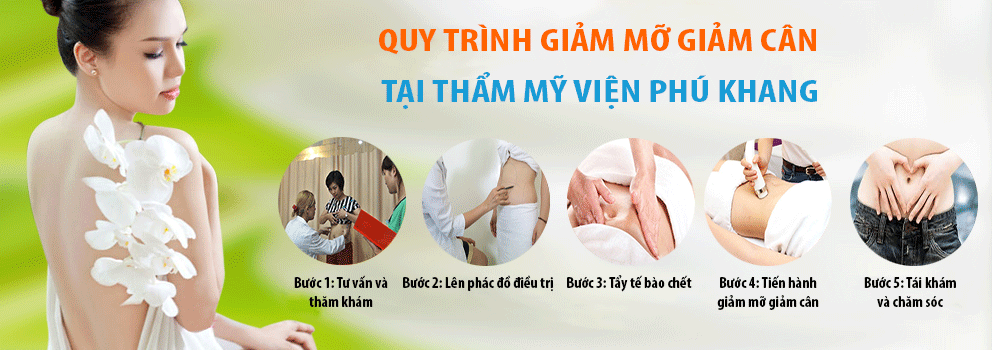 QUY TRÌNH GIẢM MỠ GIẢM CÂN
TẠI THẨM MỸ VIỆN PHÚ KHANG
Bước 1: Tư vấn và
thăm khám
Bước 2: Lên phác đồ điều trị
Bước 3: Tẩy tế bào chết
Bước 4: Tiến hành
giảm mỡ giảm cân
Bước 5: Tái khám
và chăm sóc